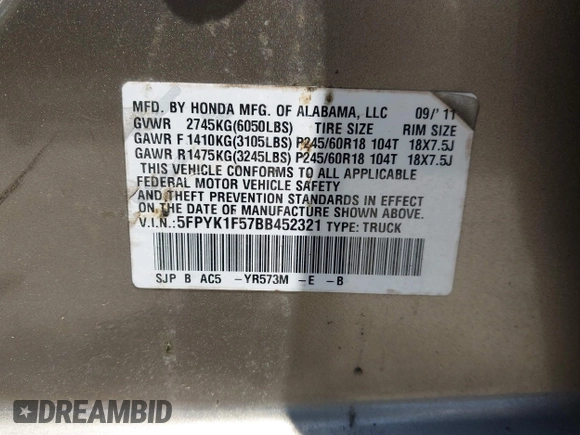 MFD. BY HONDA MFG. OF ALABAMA, LLC 09/'11
GVWR 2745KG(6050LBS) TIRE SIZE RIM SIZE
GAWR F 1410KG(3105LBS) P245/60R18 104T 18X7.5J
GAWR R1475KG(3245LBS) P245/60R18 104T 18X7.5J
THIS VEHICLE CONFORMS TO ALL APPLICABLE
FEDERAL MOTOR VEHICLE SAFETY
AND THEFT PREVENTION STANDARDS IN EFFECT
ON THE DATE OF MANUFACTURE SHOWN ABOVE.
V.I.N.:5FPYK1F57BB452321 TYPE: TRUCK
SJP B AC5 -YR573M -E -B
DREAMBID